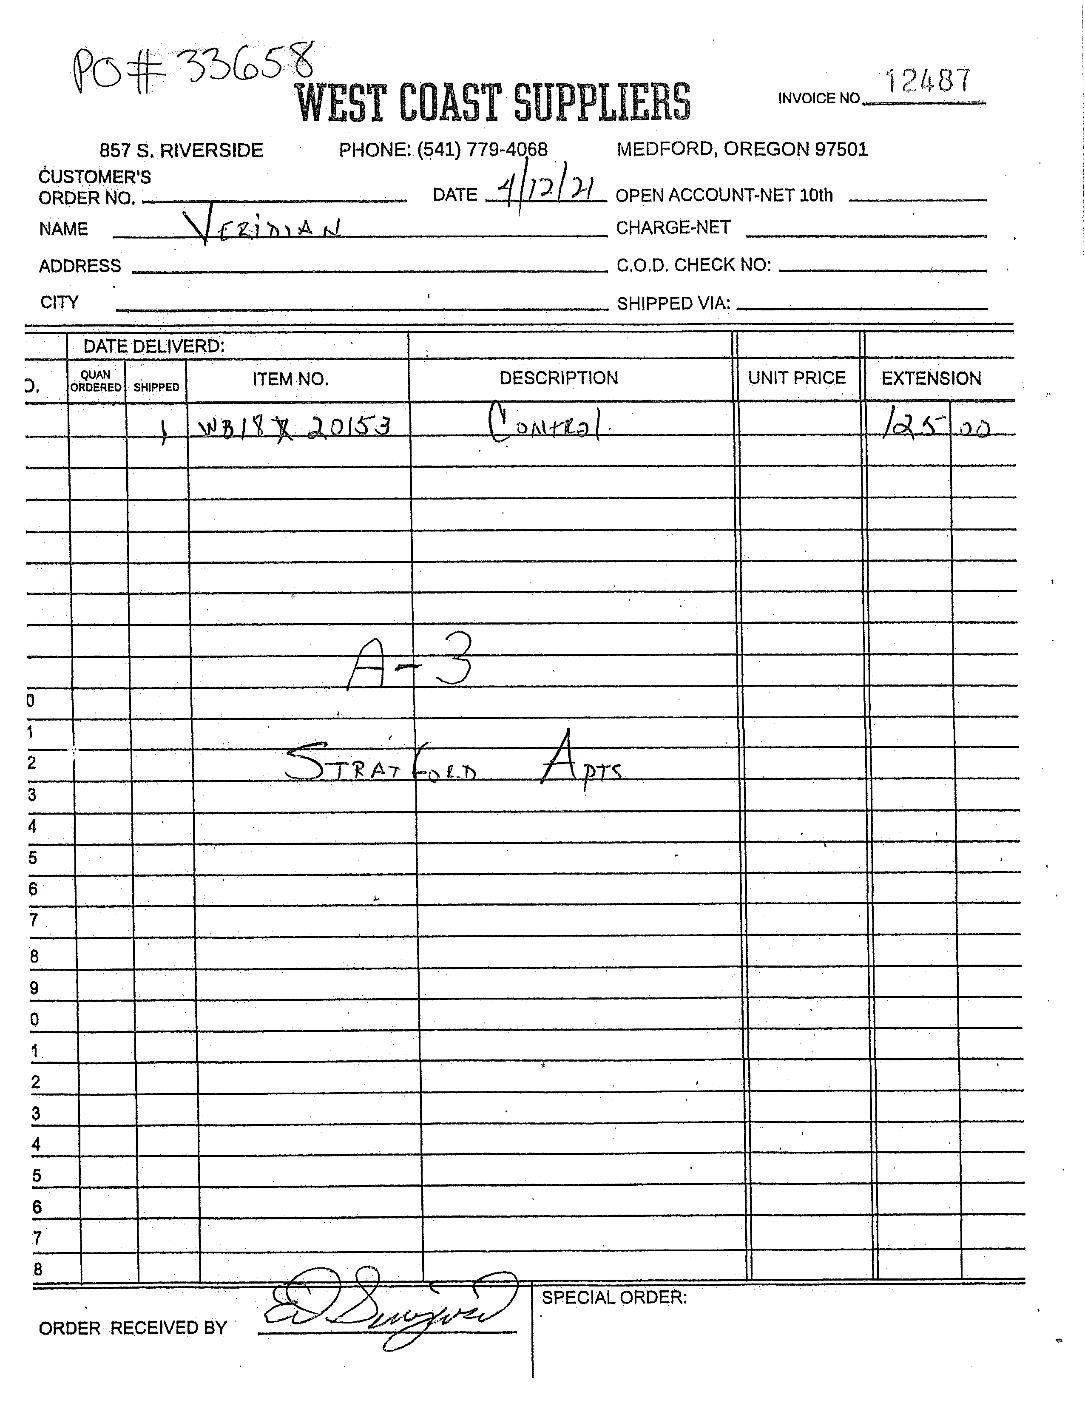 PO# 33658
WEST COAST SUPPLIERS
INVOICE NO. 12487
857 S. RIVERSIDE PHONE: (541) 779-4068 MEDFORD, OREGON 97501
CUSTOMER'S
ORDER NO. DATE 4/12/21 OPEN ACCOUNT-NET 10th
NAME VERIDIAN CHARGE-NET
ADDRESS C.O.D. CHECK NO:
CITY SHIPPED VIA:
DATE DELIVERD:
O. QUAN ORDERED SHIPPED ITEM NO. DESCRIPTION UNIT PRICE EXTENSION
1 WB18X 20153 CONTROL 125 00
A-3
0
1
STRATFORD APTS
2
3
4
5
6
7
8
9
0
1
2
3
4
5
6
7
8
SPECIAL ORDER:
ORDER RECEIVED BY